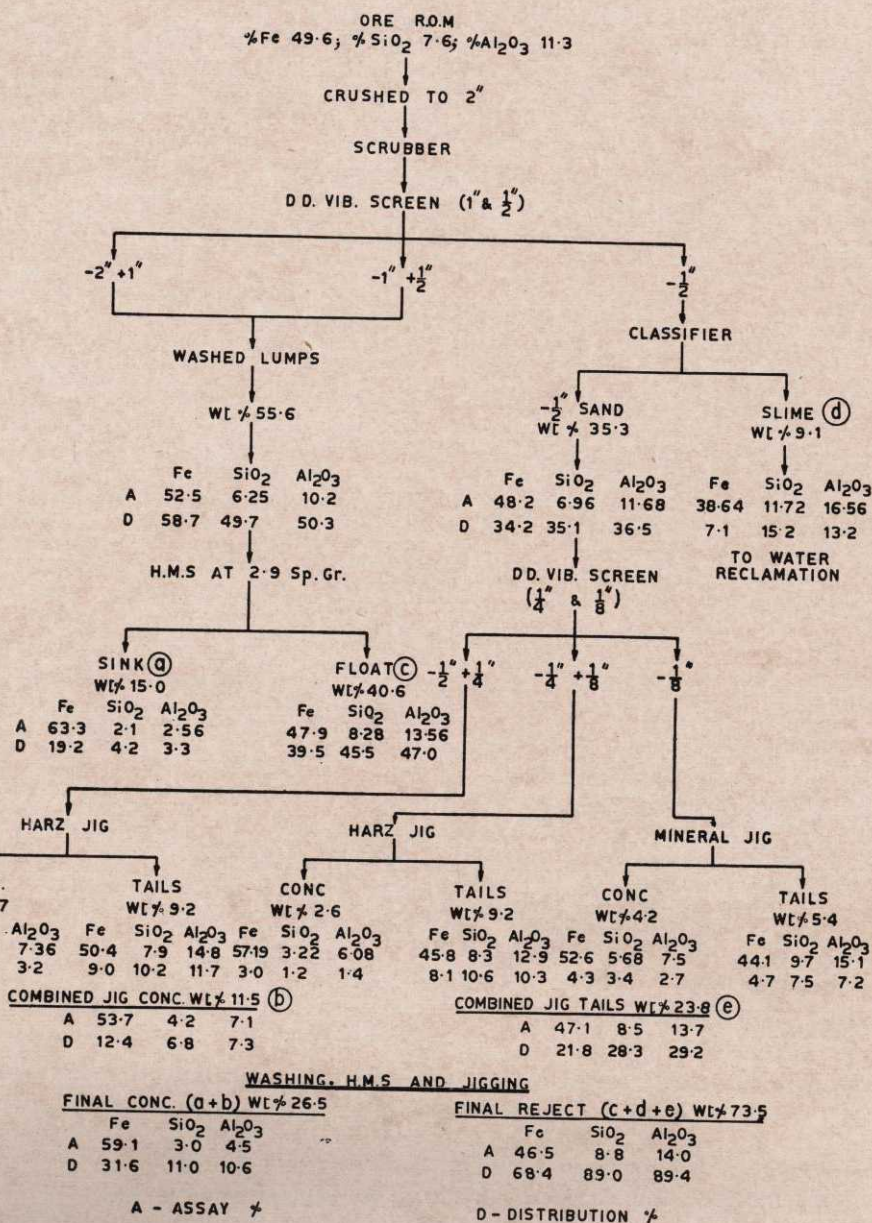 ORE R.O.M
%Fe 49·6; %SiO2 7·6; %Al2O3 11·3
CRUSHED TO 2"
SCRUBBER
DD. VIB. SCREEN (1" & 1/2")
-2" +1"
-1" +1/2"
-1/2"
WASHED LUMPS
Wt % 55·6
Fe SiO2 Al2O3
A 52·5 6·25 10·2
D 58·7 49·7 50·3
H.M.S AT 2·9 Sp. Gr.
CLASSIFIER
-1/2" SAND
Wt % 35·3
Fe SiO2 Al2O3
A 48·2 6·96 11·68
D 34·2 35·1 36·5
DD. VIB. SCREEN
(1/4" & 1/8")
SLIME (d)
Wt % 9·1
Fe SiO2 Al2O3
38·64 11·72 16·56
7·1 15·2 13·2
TO WATER
RECLAMATION
SINK (a)
Wt% 15·0
Fe SiO2 Al2O3
A 63·3 2·1 2·56
D 19·2 4·2 3·3
FLOAT (c)
Wt% 40·6
Fe SiO2 Al2O3
47·9 8·28 13·56
39·5 45·5 47·0
-1/2" +1/4"
-1/4" +1/8"
-1/8"
HARZ JIG
HARZ JIG
MINERAL JIG
.
7
Al2O3
7·36
3·2
TAILS
Wt% 9·2
Fe SiO2 Al2O3
50·4 7·9 14·8
9·0 10·2 11·7
CONC
Wt% 2·6
Fe SiO2 Al2O3
57·19 3·22 6·08
3·0 1·2 1·4
TAILS
Wt% 9·2
Fe SiO2 Al2O3
45·8 8·3 12·9
8·1 10·6 10·3
CONC
Wt% 4·2
Fe SiO2 Al2O3
52·6 5·68 7·5
4·3 3·4 2·7
TAILS
Wt% 5·4
Fe SiO2 Al2O3
44·1 9·7 15·1
4·7 7·5 7·2
COMBINED JIG CONC. Wt% 11·5 (b)
A 53·7 4·2 7·1
D 12·4 6·8 7·3
COMBINED JIG TAILS Wt% 23·8 (e)
A 47·1 8·5 13·7
D 21·8 28·3 29·2
WASHING, H.M.S AND JIGGING
FINAL CONC. (a+b) Wt% 26·5
Fe SiO2 Al2O3
A 59·1 3·0 4·5
D 31·6 11·0 10·6
FINAL REJECT (c+d+e) Wt% 73·5
Fe SiO2 Al2O3
A 46·5 8·8 14·0
D 68·4 89·0 89·4
A - ASSAY %
D - DISTRIBUTION %